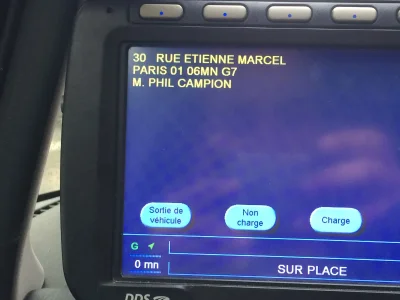 30 RUE ETIENNE MARCEL
PARIS 01 06MN G7
M. PHIL CAMPION
Sortie de
véhicule
Non
charge
Charge
G
0 mn
SUR PLACE
DDS